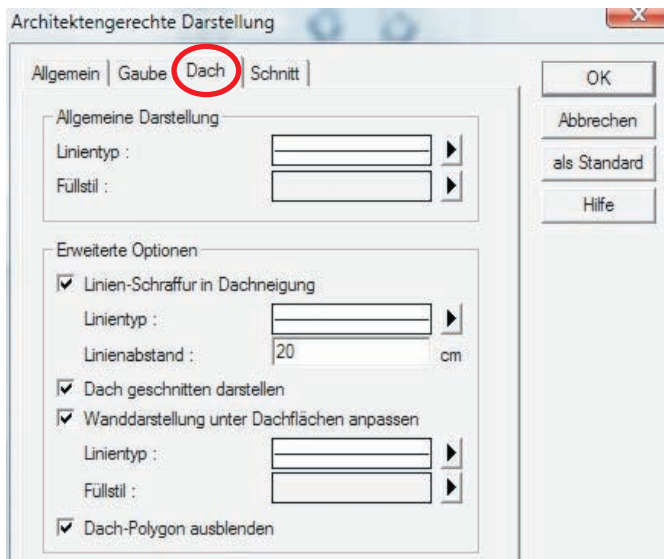 Architektengerechte Darstellung
Allgemein Gaube Dach Schnitt
OK
Abbrechen
als Standard
Hilfe
Allgemeine Darstellung
Linientyp :
Füllstil :
Erweiterte Optionen
Linien-Schraffur in Dachneigung
Linientyp :
Linienabstand : 20 cm
Dach geschnitten darstellen
Wanddarstellung unter Dachflächen anpassen
Linientyp :
Füllstil :
Dach-Polygon ausblenden